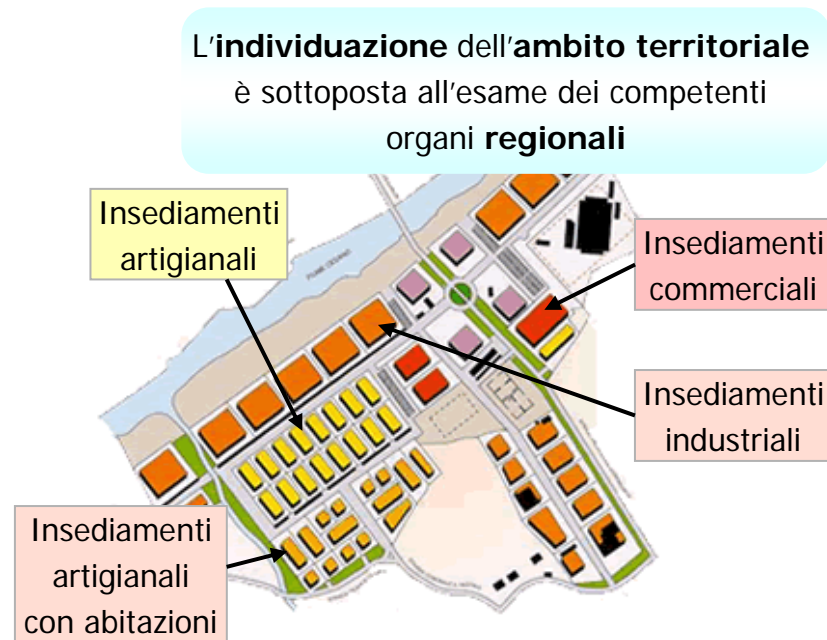 L'individuazione dell'ambito territoriale
è sottoposta all'esame dei competenti
organi regionali
Insediamenti
artigianali
Insediamenti
commerciali
Insediamenti
industriali
Insediamenti
artigianali
con abitazioni